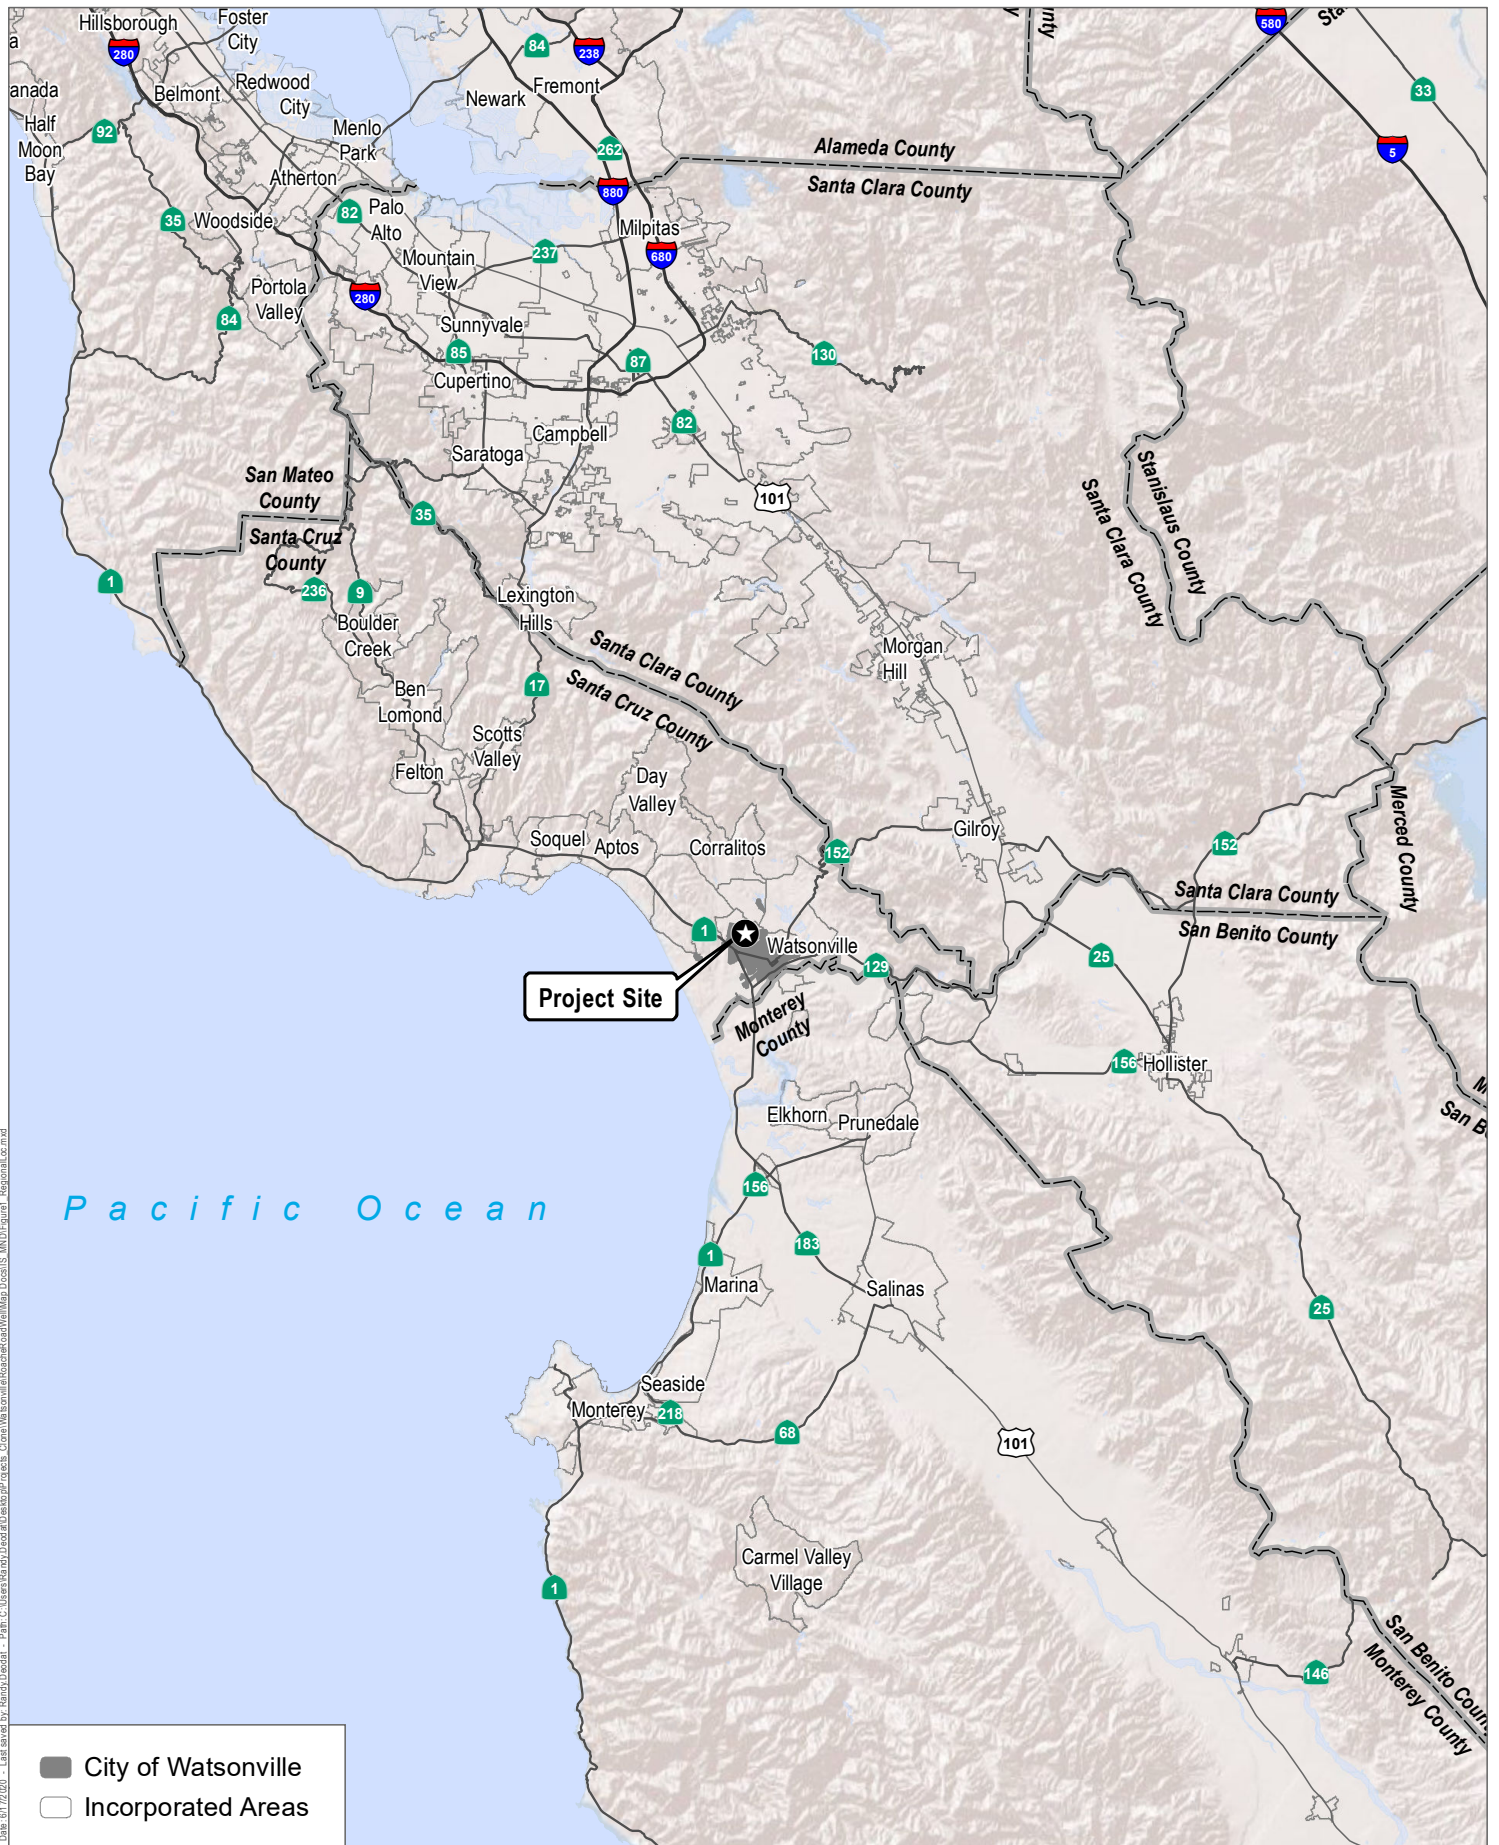 Hillsborough
Foster
City
280
84
238
580
Sta
nty
a
Fremont
Redwood
City
Belmont
Newark
33
anada
Half
Moon
Bay
92
Menlo
Park
262
Alameda County
5
Atherton
880
Santa Clara County
35
Woodside
82
Palo
Alto
Milpitas
237
680
Mountain
View
Portola
Valley
280
84
Sunnyvale
85
87
130
Cupertino
82
Campbell
Saratoga
San Mateo
County
101
35
Stanislaus County
Santa Clara County
Santa Cruz
County
1
236
9
Lexington
Hills
Boulder
Creek
Morgan
Hill
Santa Clara County
Santa Cruz County
17
Ben
Lomond
Scotts
Valley
Felton
Day
Valley
Merced County
Gilroy
Soquel
Aptos
Corralitos
152
152
Santa Clara County
San Benito County
1
Watsonville
129
25
Project Site
Monterey
County
156
Hollister
M
San B
Elkhorn
Prunedale
156
Pacific Ocean
183
1
Marina
Salinas
25
Seaside
Monterey
218
68
101
Carmel Valley
Village
1
San Benito Coun
Monterey County
146
City of Watsonville
Incorporated Areas